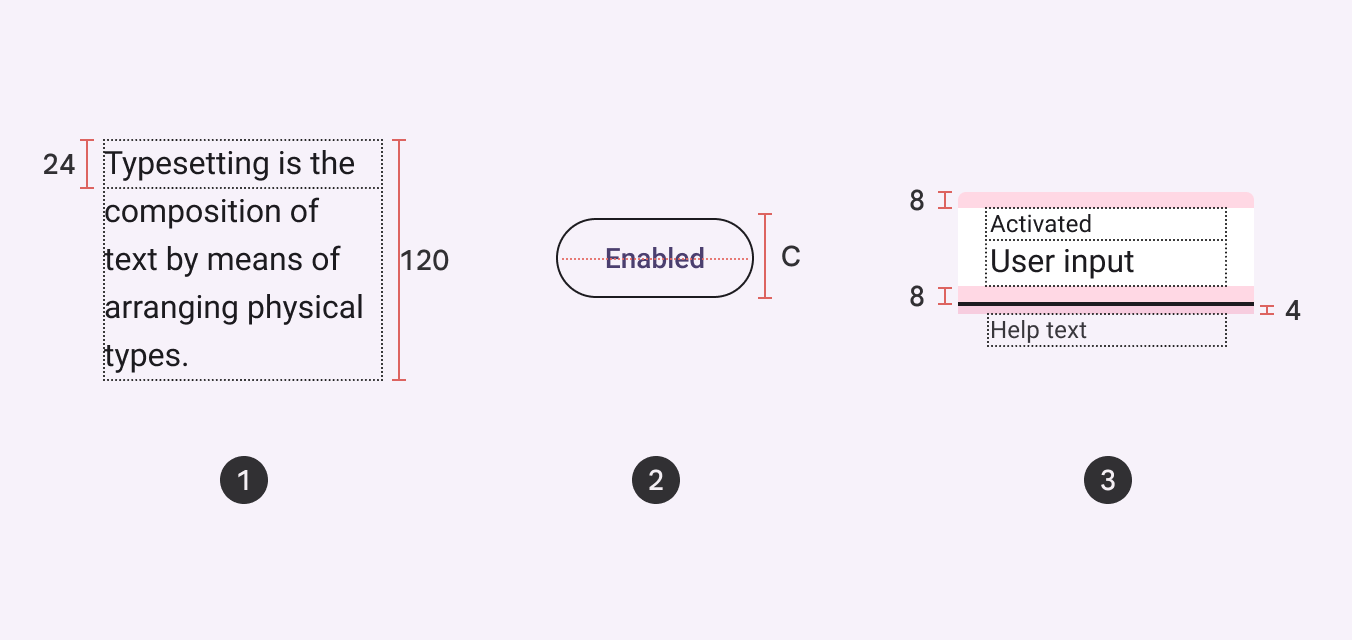 24
Typesetting is the
composition of
text by means of
arranging physical
types.
120
Enabled
C
8
Activated
User input
8
4
Help text
1
2
3